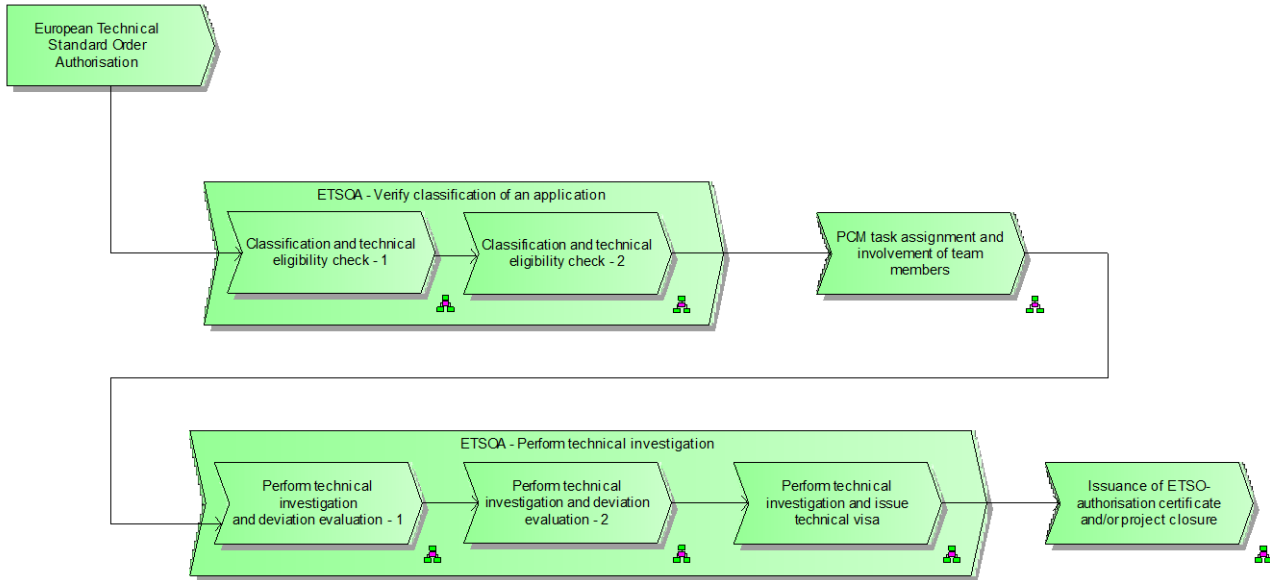 European Technical
Standard Order
Authorisation
ETSOA - Verify classification of an application
Classification and technical
eligibility check - 1
Classification and technical
eligibility check - 2
PCM task assignment and
involvement of team
members
ETSOA - Perform technical investigation
Perform technical
investigation
and deviation evaluation - 1
Perform technical
investigation and deviation
evaluation - 2
Perform technical
investigation and issue
technical visa
Issuance of ETSO-
authorisation certificate
and/or project closure